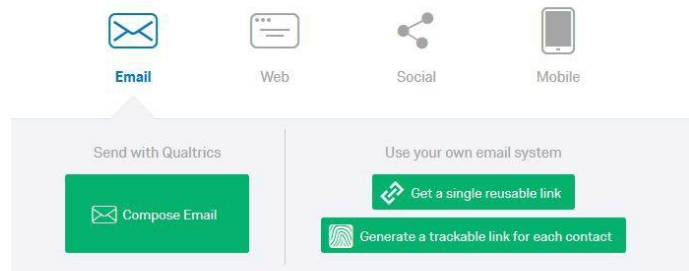 Email Web Social Mobile
Send with Qualtrics
Compose Email
Use your own email system
Get a single reusable link
Generate a trackable link for each contact